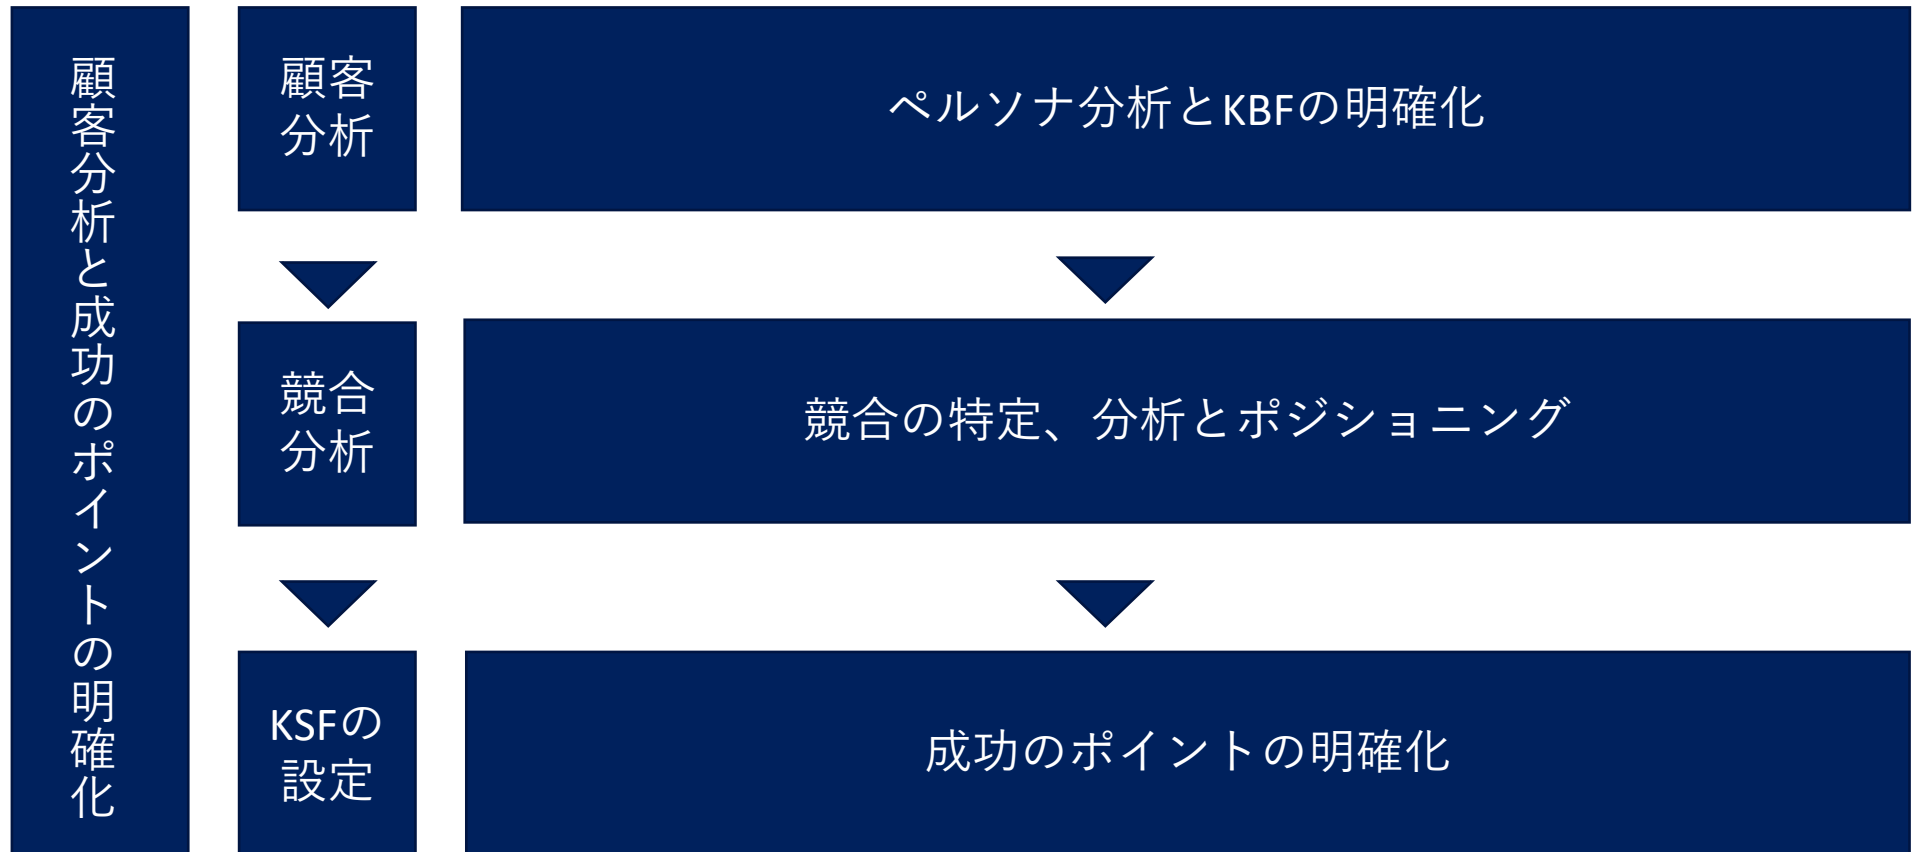 顧客分析と成功のポイントの明確化
顧客
分析
ペルソナ分析とKBFの明確化
競合
分析
競合の特定、分析とポジショニング
KSFの
設定
成功のポイントの明確化